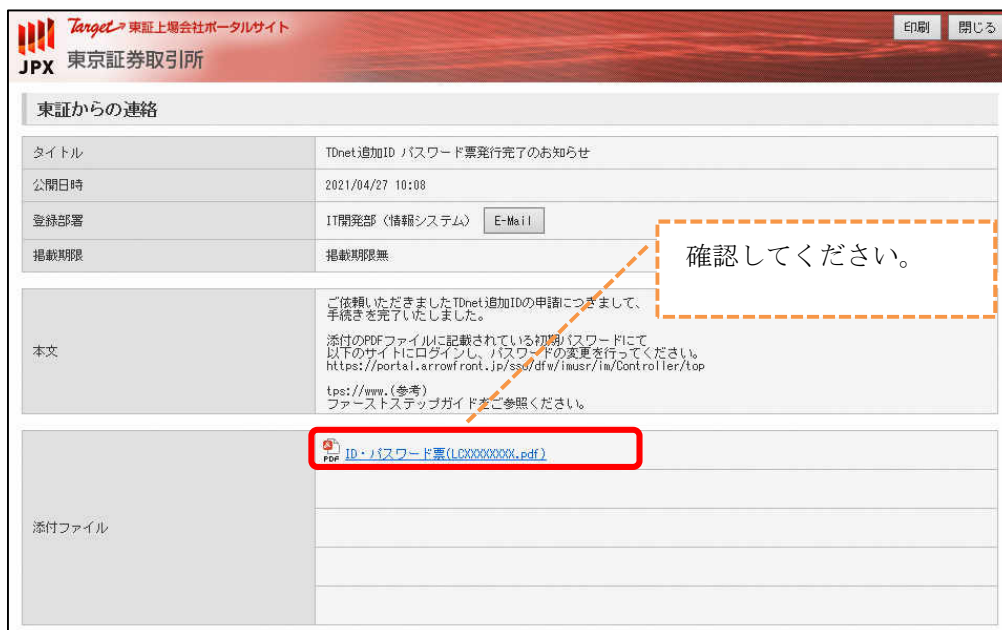 Target 東証上場会社ポータルサイト
印刷 閉じる
JPX 東京証券取引所
東証からの連絡
タイトル TDnet追加ID パスワード票発行完了のお知らせ
公開日時 2021/04/27 10:08
登録部署 IT開発部（情報システム） E-Mail
掲載期限 掲載期限無
確認してください。
本文
ご依頼いただきましたTDnet追加IDの申請につきまして、
手続きを完了いたしました。
添付のPDFファイルに記載されている初期パスワードにて
以下のサイトにログインし、パスワードの変更を行ってください。
https://portal.arrowfront.jp/sso/dfw/imusr/im/Controller/top
tps://www.(参考)
ファーストステップガイドをご参照ください。
添付ファイル
PDF ID・パスワード票(LCXXXXXXXX.pdf)